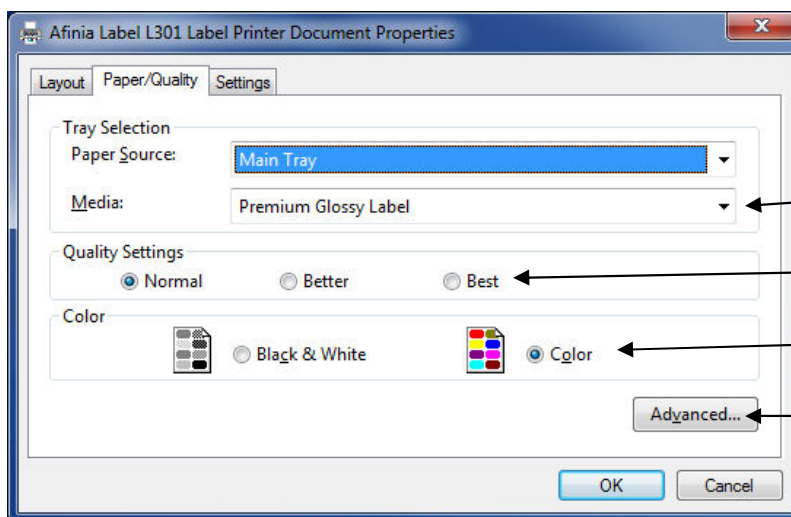 Afinia Label L301 Label Printer Document Properties
Layout Paper/Quality Settings
Tray Selection
Paper Source: Main Tray
Media: Premium Glossy Label
Quality Settings
Normal Better Best
Color
Black & White Color
Advanced...
OK Cancel